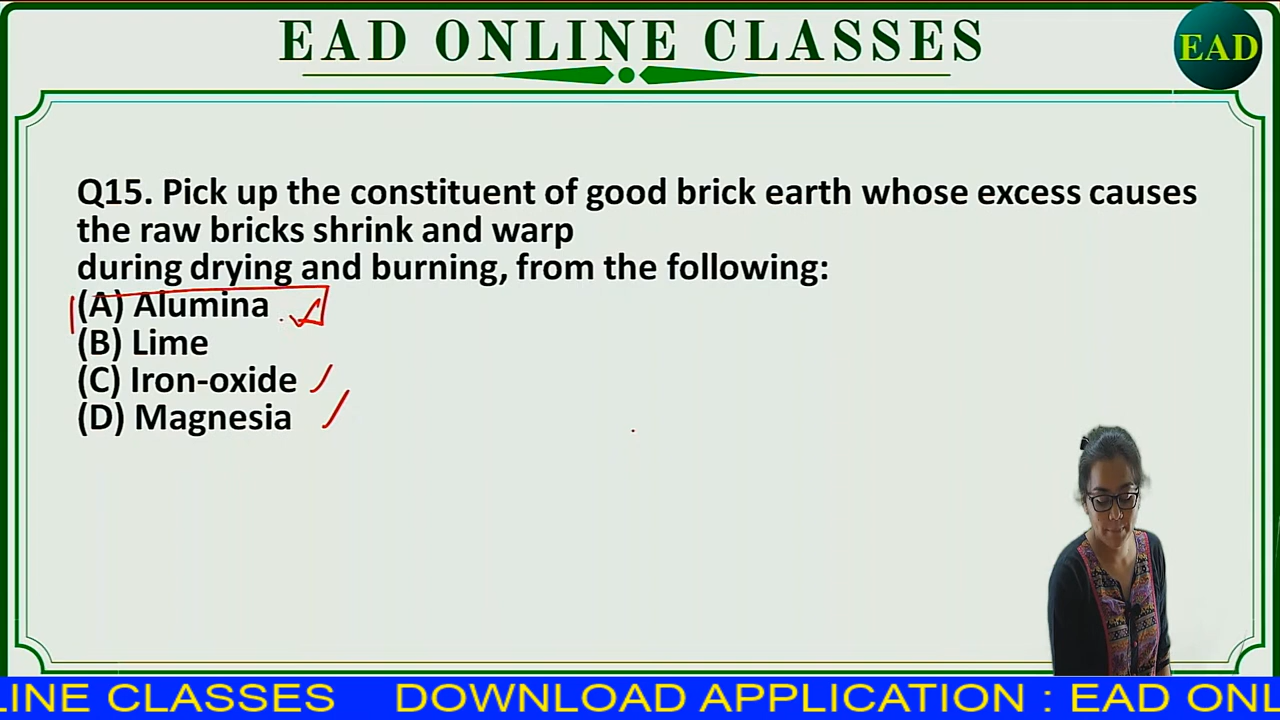 EAD ONLINE CLASSES
EAD
Q15. Pick up the constituent of good brick earth whose excess causes
the raw bricks shrink and warp
during drying and burning, from the following:
(A) Alumina
(B) Lime
(C) Iron-oxide
(D) Magnesia
LINE CLASSES DOWNLOAD APPLICATION : EAD ONL